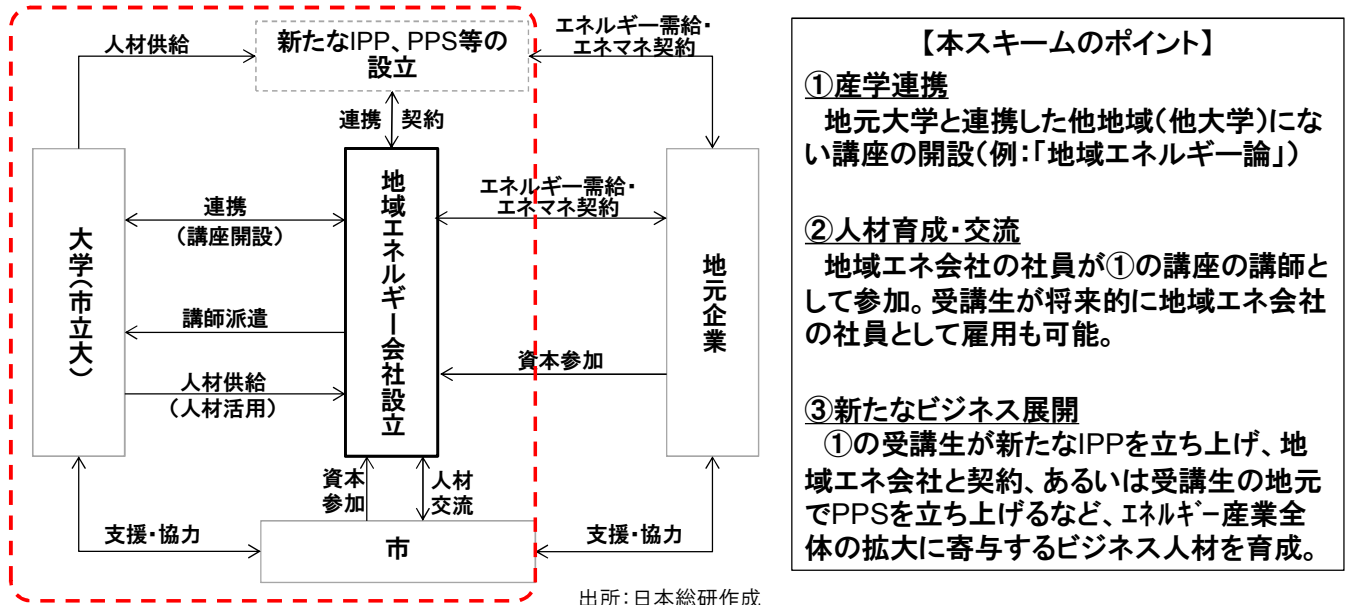 人材供給
新たなIPP、PPS等の
設立
エネルギー需給・
エネマネ契約
連携 契約
大学(市立大)
連携
(講座開設)
講師派遣
人材供給
(人材活用)
地域エネルギー会社設立
エネルギー需給・
エネマネ契約
資本参加
地元企業
資本
参加
人材
交流
支援・協力
市
支援・協力
出所:日本総研作成
【本スキームのポイント】
①産学連携
地元大学と連携した他地域(他大学)にな
い講座の開設(例:「地域エネルギー論」)
②人材育成・交流
地域エネ会社の社員が①の講座の講師と
して参加。受講生が将来的に地域エネ会社
の社員として雇用も可能。
③新たなビジネス展開
①の受講生が新たなIPPを立ち上げ、地
域エネ会社と契約、あるいは受講生の地元
でPPSを立ち上げるなど、エネルギー産業全
体の拡大に寄与するビジネス人材を育成。